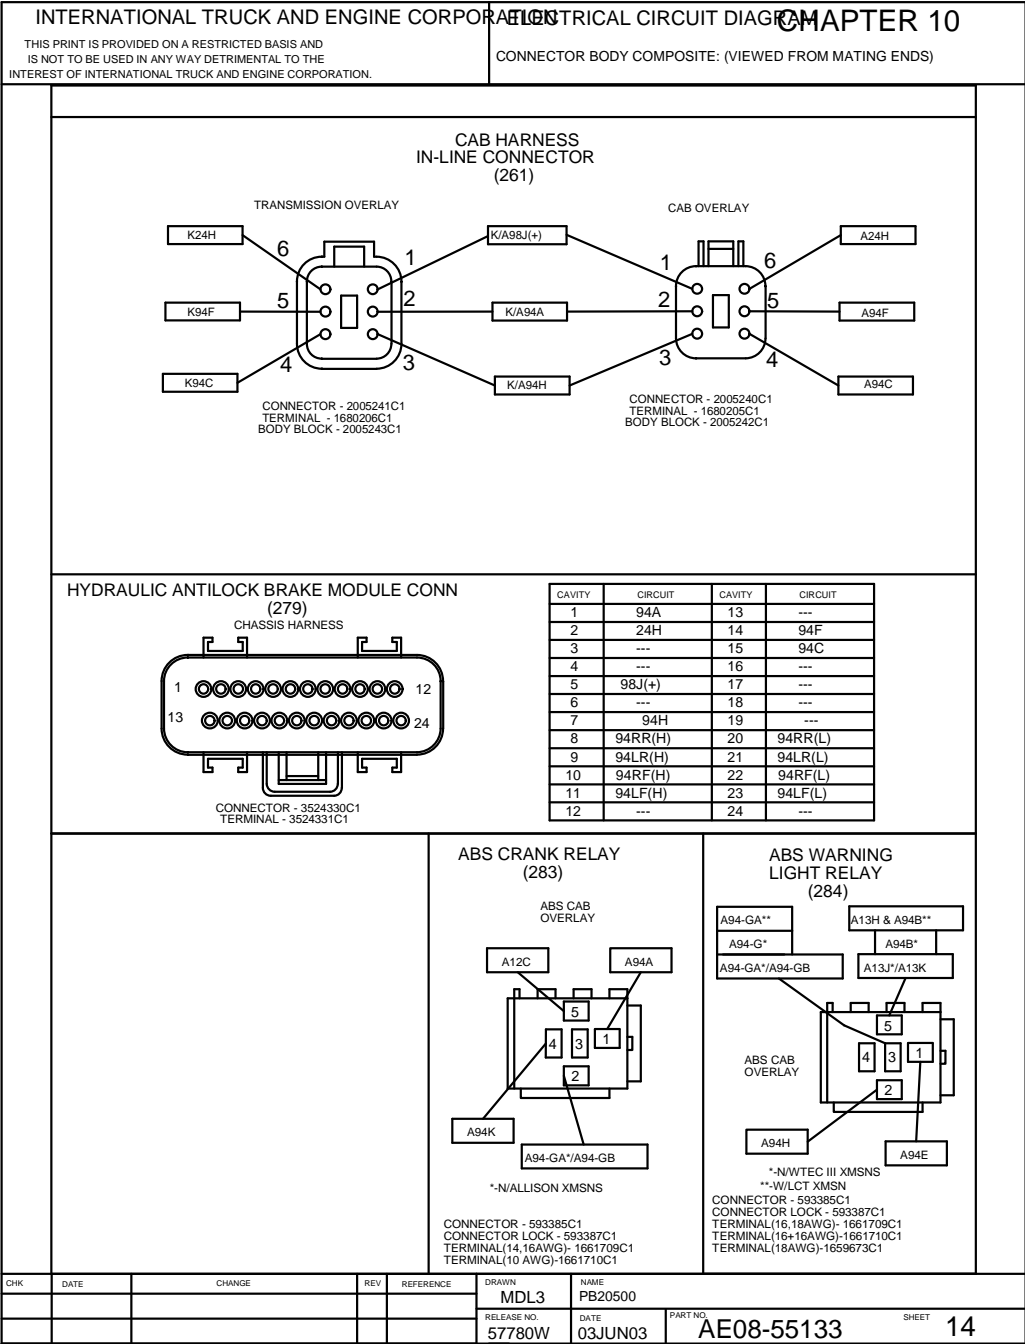 INTERNATIONAL TRUCK AND ENGINE CORPORATION
ELECTRICAL CIRCUIT DIAGRAM
CHAPTER 10
THIS PRINT IS PROVIDED ON A RESTRICTED BASIS AND
IS NOT TO BE USED IN ANY WAY DETRIMENTAL TO THE
INTEREST OF INTERNATIONAL TRUCK AND ENGINE CORPORATION.
CONNECTOR BODY COMPOSITE: (VIEWED FROM MATING ENDS)
CAB HARNESS
IN-LINE CONNECTOR
(261)
TRANSMISSION OVERLAY
CAB OVERLAY
K24H
K/A98J(+)
A24H
6
1
1
6
K94F
5
2
K/A94A
2
5
A94F
4
3
3
4
K94C
K/A94H
A94C
CONNECTOR - 2005241C1
TERMINAL - 1680206C1
BODY BLOCK - 2005243C1
CONNECTOR - 2005240C1
TERMINAL - 1680205C1
BODY BLOCK - 2005242C1
HYDRAULIC ANTILOCK BRAKE MODULE CONN
(279)
CHASSIS HARNESS
1
12
13
24
CONNECTOR - 3524330C1
TERMINAL - 3524331C1
CAVITY CIRCUIT CAVITY CIRCUIT
1 94A 13 ---
2 24H 14 94F
3 --- 15 94C
4 --- 16 ---
5 98J(+) 17 ---
6 --- 18 ---
7 94H 19 ---
8 94RR(H) 20 94RR(L)
9 94LR(H) 21 94LR(L)
10 94RF(H) 22 94RF(L)
11 94LF(H) 23 94LF(L)
12 --- 24 ---
ABS CRANK RELAY
(283)
ABS CAB
OVERLAY
A12C
A94A
5
4 3 1
2
A94K
A94-GA*/A94-GB
*-N/ALLISON XMSNS
CONNECTOR - 593385C1
CONNECTOR LOCK - 593387C1
TERMINAL(14,16AWG)- 1661709C1
TERMINAL(10 AWG)-1661710C1
ABS WARNING
LIGHT RELAY
(284)
A94-GA**
A13H & A94B**
A94-G*
A94B*
A94-GA*/A94-GB
A13J*/A13K
5
4 3 1
2
ABS CAB
OVERLAY
A94H
A94E
*-N/WTEC III XMSNS
**-W/LCT XMSN
CONNECTOR - 593385C1
CONNECTOR LOCK - 593387C1
TERMINAL(16,18AWG)- 1661709C1
TERMINAL(16+16AWG)-1661710C1
TERMINAL(18AWG)-1659673C1
CHK DATE CHANGE REV REFERENCE
DRAWN
MDL3
NAME
PB20500
RELEASE NO.
57780W
DATE
03JUN03
PART NO.
AE08-55133
SHEET
14